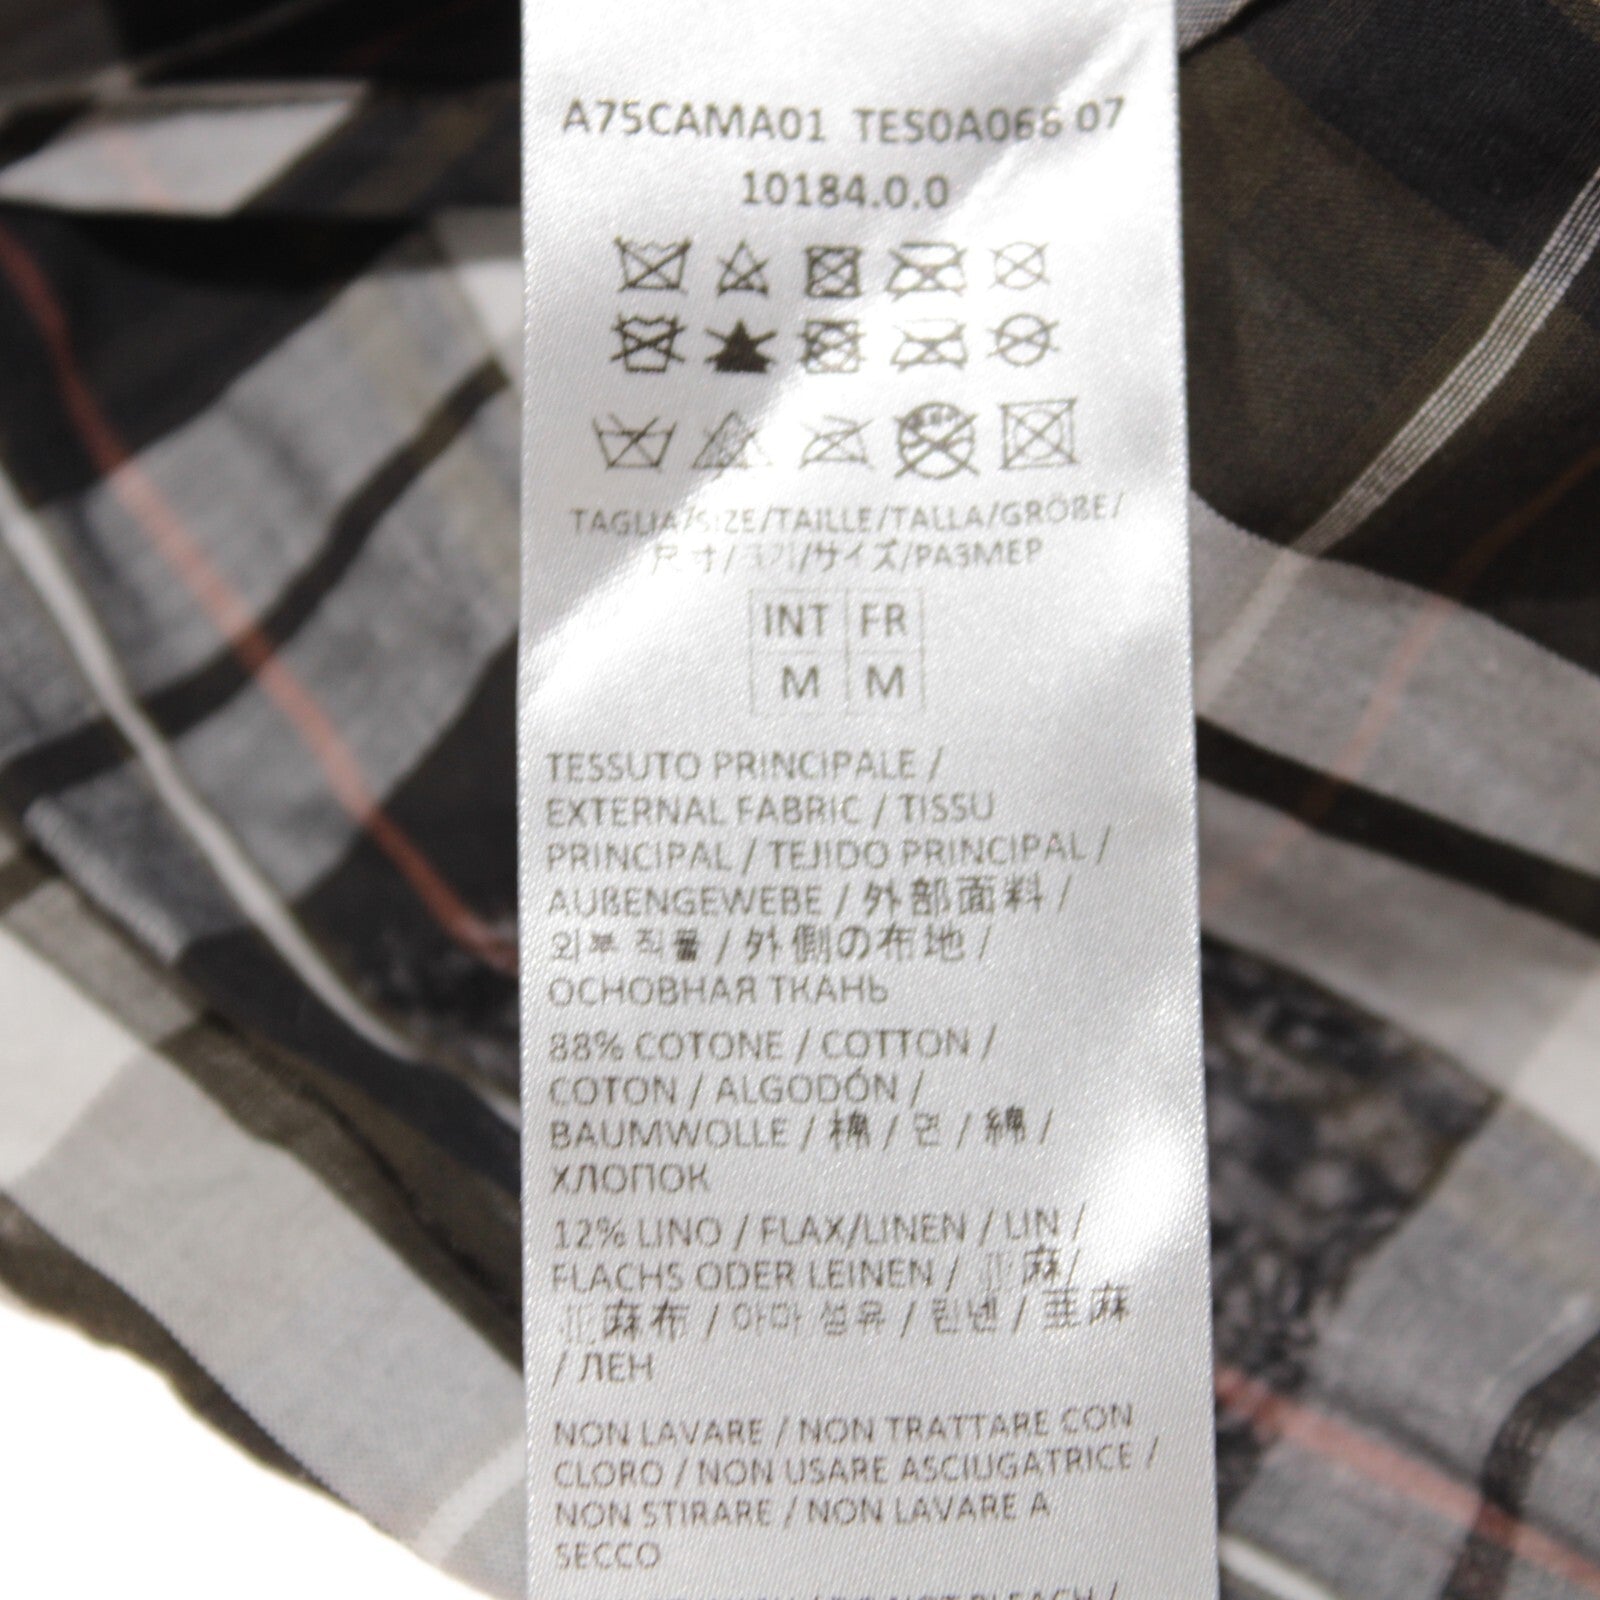 A75CAMA01 TES0A066 07
10184.0.0
TAGLIA/SIZE/TAILLE/TALLA/GRÖßE/
尺寸/크기/サイズ/РАЗМЕР
INT FR
M M
TESSUTO PRINCIPALE /
EXTERNAL FABRIC / TISSU
PRINCIPAL / TEJIDO PRINCIPAL /
AUßENGEWEBE / 外部面料 /
외부 직물 / 外側の布地 /
ОСНОВНАЯ ТКАНЬ
88% COTONE / COTTON /
COTON / ALGODÓN /
BAUMWOLLE / 棉 / 면 / 綿 /
ХЛОПОК
12% LINO / FLAX/LINEN / LIN /
FLACHS ODER LEINEN / 亚麻/
亚麻布 / 아마 섬유 / 린넨 / 亜麻
/ ЛЕН
NON LAVARE / NON TRATTARE CON
CLORO / NON USARE ASCIUGATRICE /
NON STIRARE / NON LAVARE A
SECCO